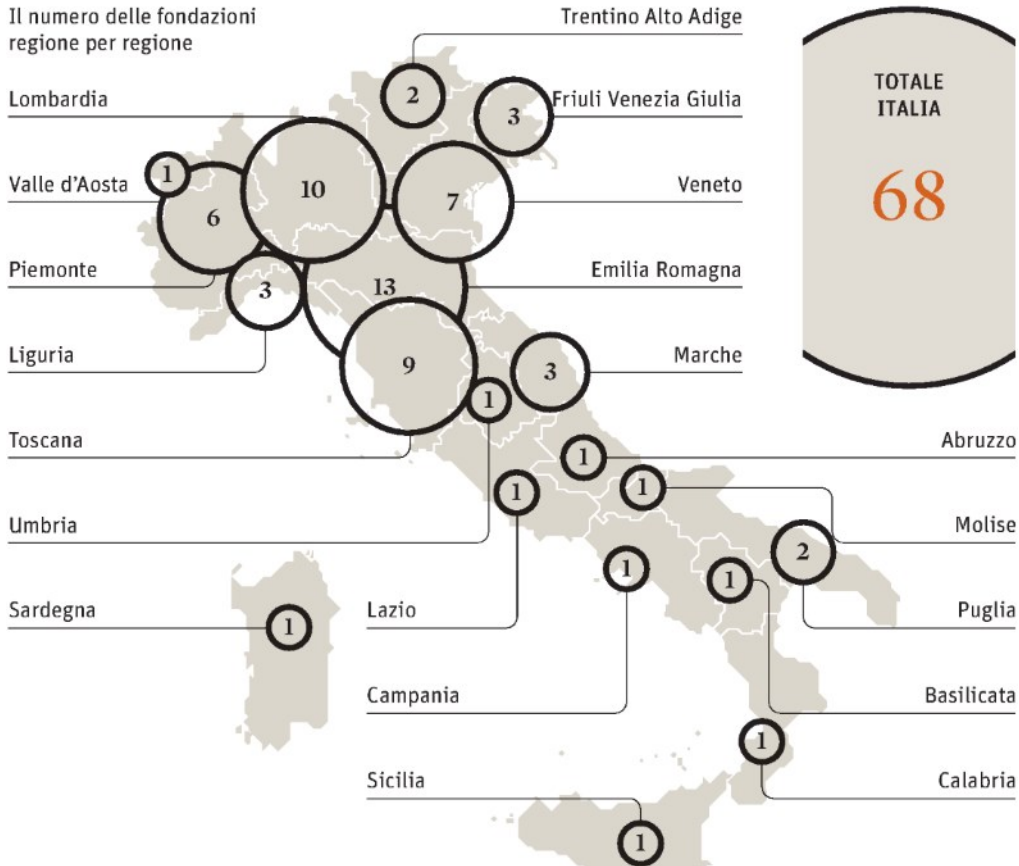 Il numero delle fondazioni
regione per regione
Trentino Alto Adige
TOTALE
ITALIA
68
Lombardia
2
3
Friuli Venezia Giulia
1
Valle d'Aosta
6
10
7
Veneto
Piemonte
3
13
Emilia Romagna
Liguria
9
3
Marche
1
Toscana
1
Abruzzo
1
1
Umbria
Molise
1
1
2
Sardegna
1
Lazio
Puglia
Campania
Basilicata
1
Sicilia
Calabria
1